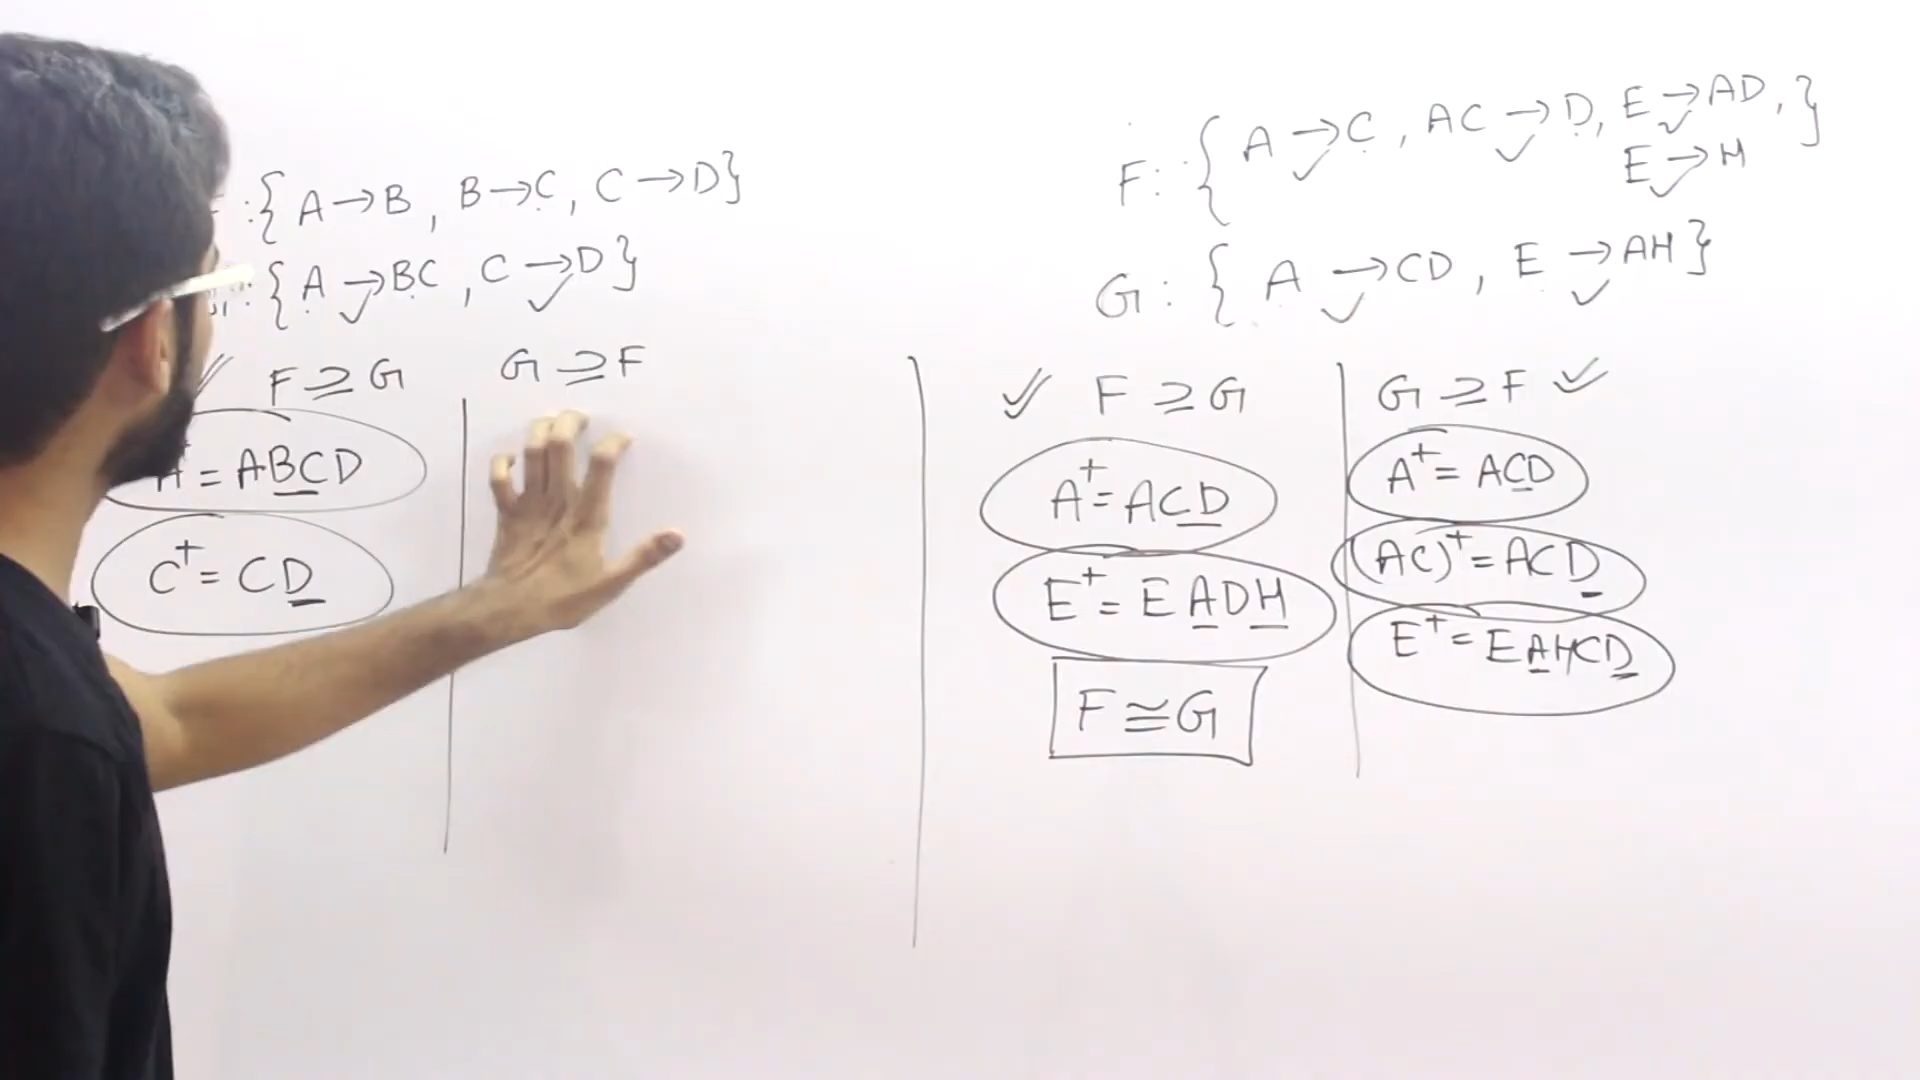 :{ A→B, B→C, C→D}
:{ A→BC, C→D}
F ⊇ G
G ⊇ F
A⁺ = ABCD
C⁺ = CD
F: { A→C, AC→D, E→AD, }
E→H
G: { A→CD, E→AH}
F ⊇ G
G ⊇ F
A⁺ = ACD
E⁺ = EADH
F ≅ G
A⁺ = ACD
(AC)⁺ = ACD
E⁺ = EAHCD